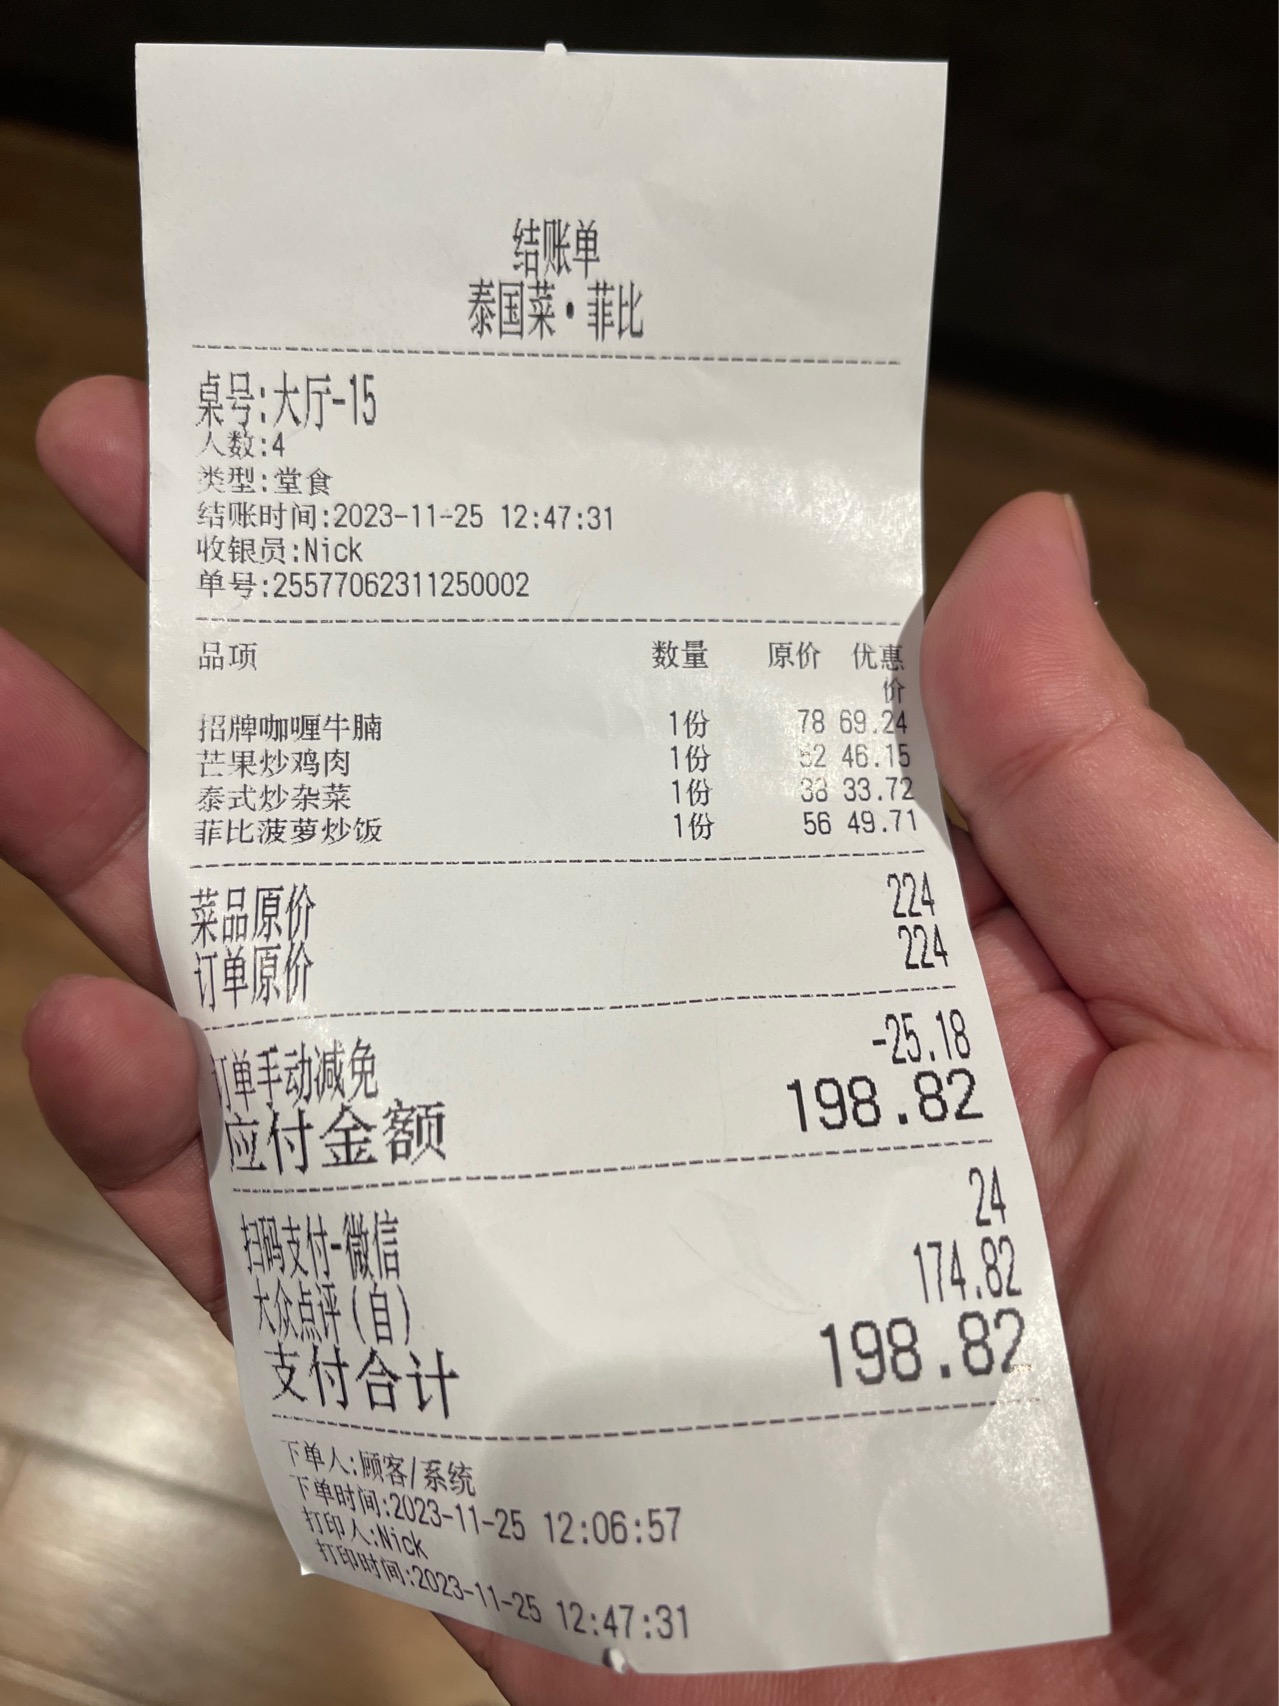 结账单
泰国菜·菲比
桌号:大厅-15
人数:4
类型:堂食
结账时间:2023-11-25 12:47:31
收银员:Nick
单号:25577062311250002
品项 数量 原价 优惠价
招牌咖喱牛腩 1份 78 69.24
芒果炒鸡肉 1份 52 46.15
泰式炒杂菜 1份 38 33.72
菲比菠萝炒饭 1份 56 49.71
菜品原价 224
订单原价 224
订单手动减免 -25.18
应付金额 198.82
扫码支付-微信 24
大众点评(自) 174.82
支付合计 198.82
下单人:顾客/系统
下单时间:2023-11-25 12:06:57
打印人:Nick
打印时间:2023-11-25 12:47:31